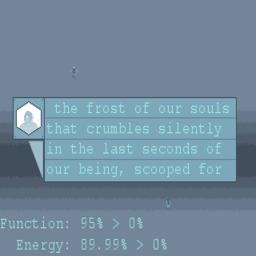 the frost of our souls
that crumbles silently
in the last seconds of
our being, scooped for
Function: 95% > 0%
Energy: 89.99% > 0%